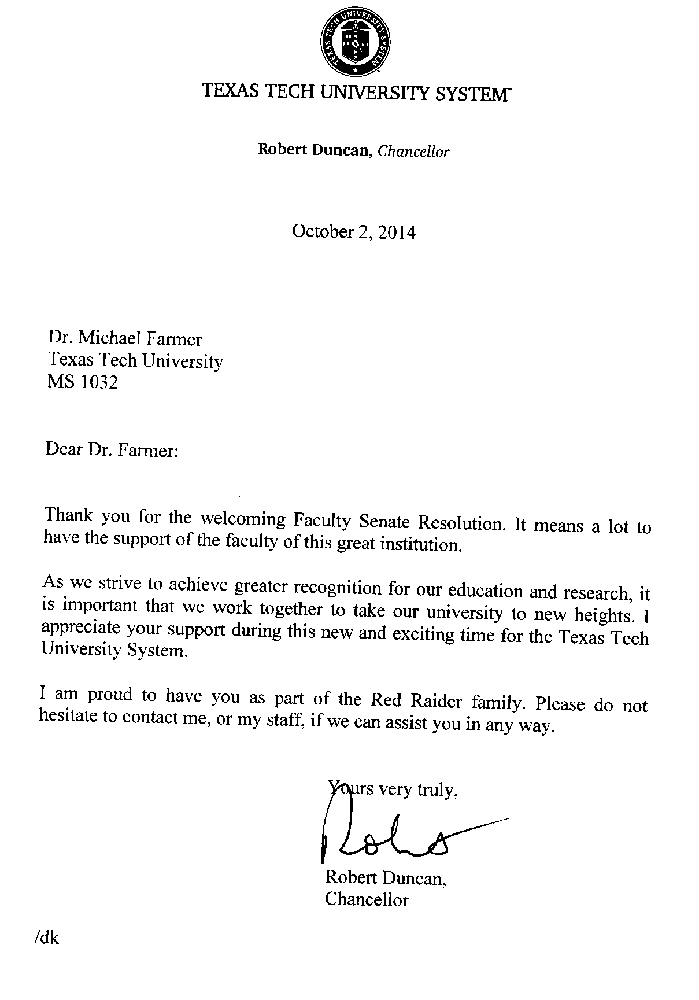 TEXAS TECH UNIVERSITY SYSTEM
TEXAS TECH UNIVERSITY SYSTEM™
Robert Duncan, Chancellor
October 2, 2014
Dr. Michael Farmer
Texas Tech University
MS 1032
Dear Dr. Farmer:
Thank you for the welcoming Faculty Senate Resolution. It means a lot to
have the support of the faculty of this great institution.
As we strive to achieve greater recognition for our education and research, it
is important that we work together to take our university to new heights. I
appreciate your support during this new and exciting time for the Texas Tech
University System.
I am proud to have you as part of the Red Raider family. Please do not
hesitate to contact me, or my staff, if we can assist you in any way.
Yours very truly,
Robert Duncan,
Chancellor
/dk